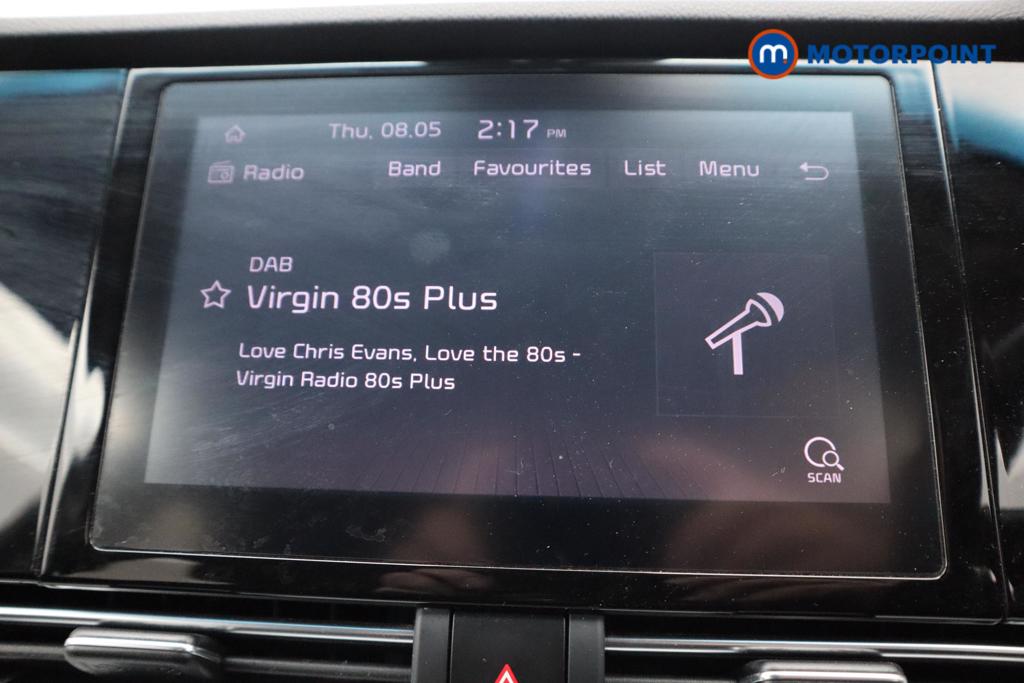 m MOTORPOINT
Thu, 08.05 2:17 PM
Radio Band Favourites List Menu
DAB
Virgin 80s Plus
Love Chris Evans, Love the 80s -
Virgin Radio 80s Plus
SCAN